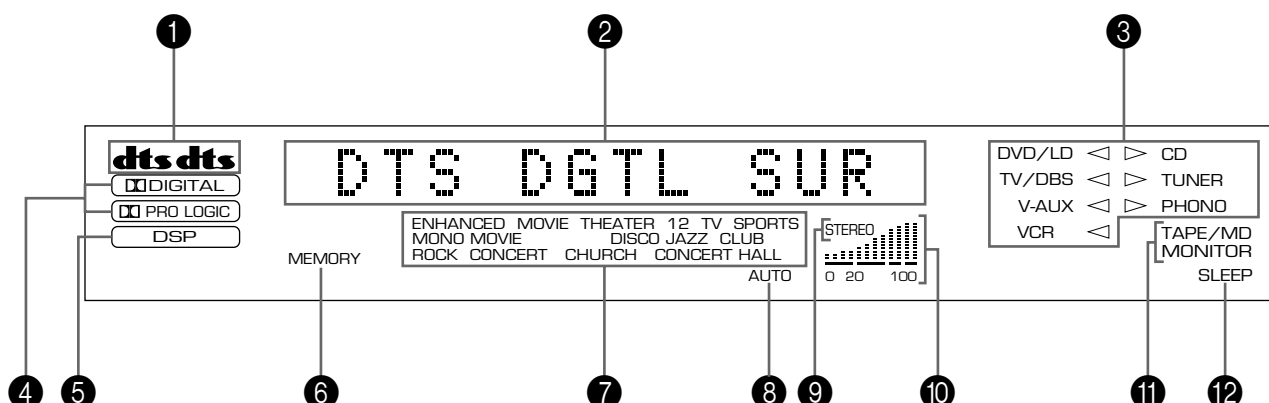 1 2 3
dts dts
DTS DGTL SUR
DIGITAL
PRO LOGIC
DSP
MEMORY
ENHANCED MOVIE THEATER 12 TV SPORTS
MONO MOVIE DISCO JAZZ CLUB
ROCK CONCERT CHURCH CONCERT HALL
AUTO
STEREO
0 20 100
DVD/LD CD
TV/DBS TUNER
V-AUX PHONO
VCR
TAPE/MD
MONITOR
SLEEP
4 5 6 7 8 9 10 11 12